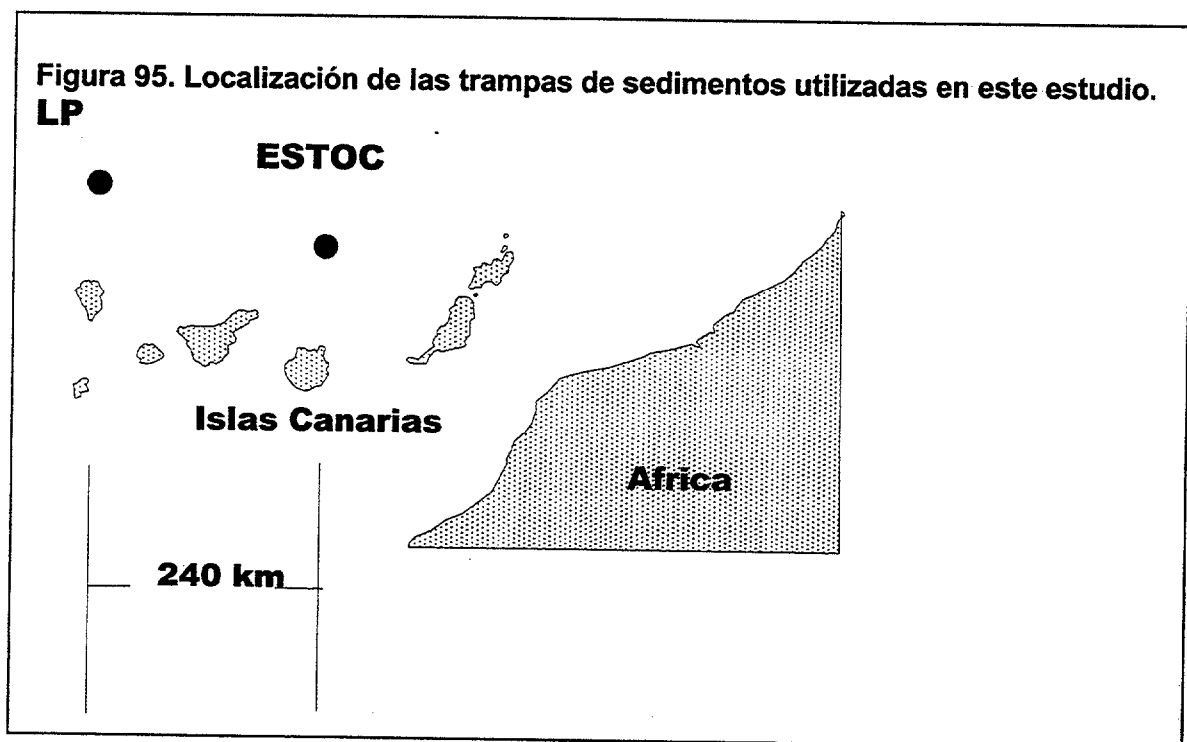 Figura 95. Localización de las trampas de sedimentos utilizadas en este estudio.
LP
ESTOC
Islas Canarias
Africa
240 km